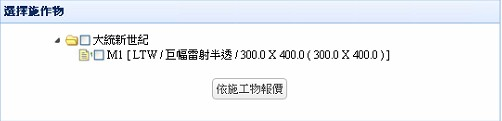 選擇施作物
大統新世紀
M1 [ LTW / 巨幅雷射半透 / 300.0 X 400.0 ( 300.0 X 400.0 ) ]
依施工物報價